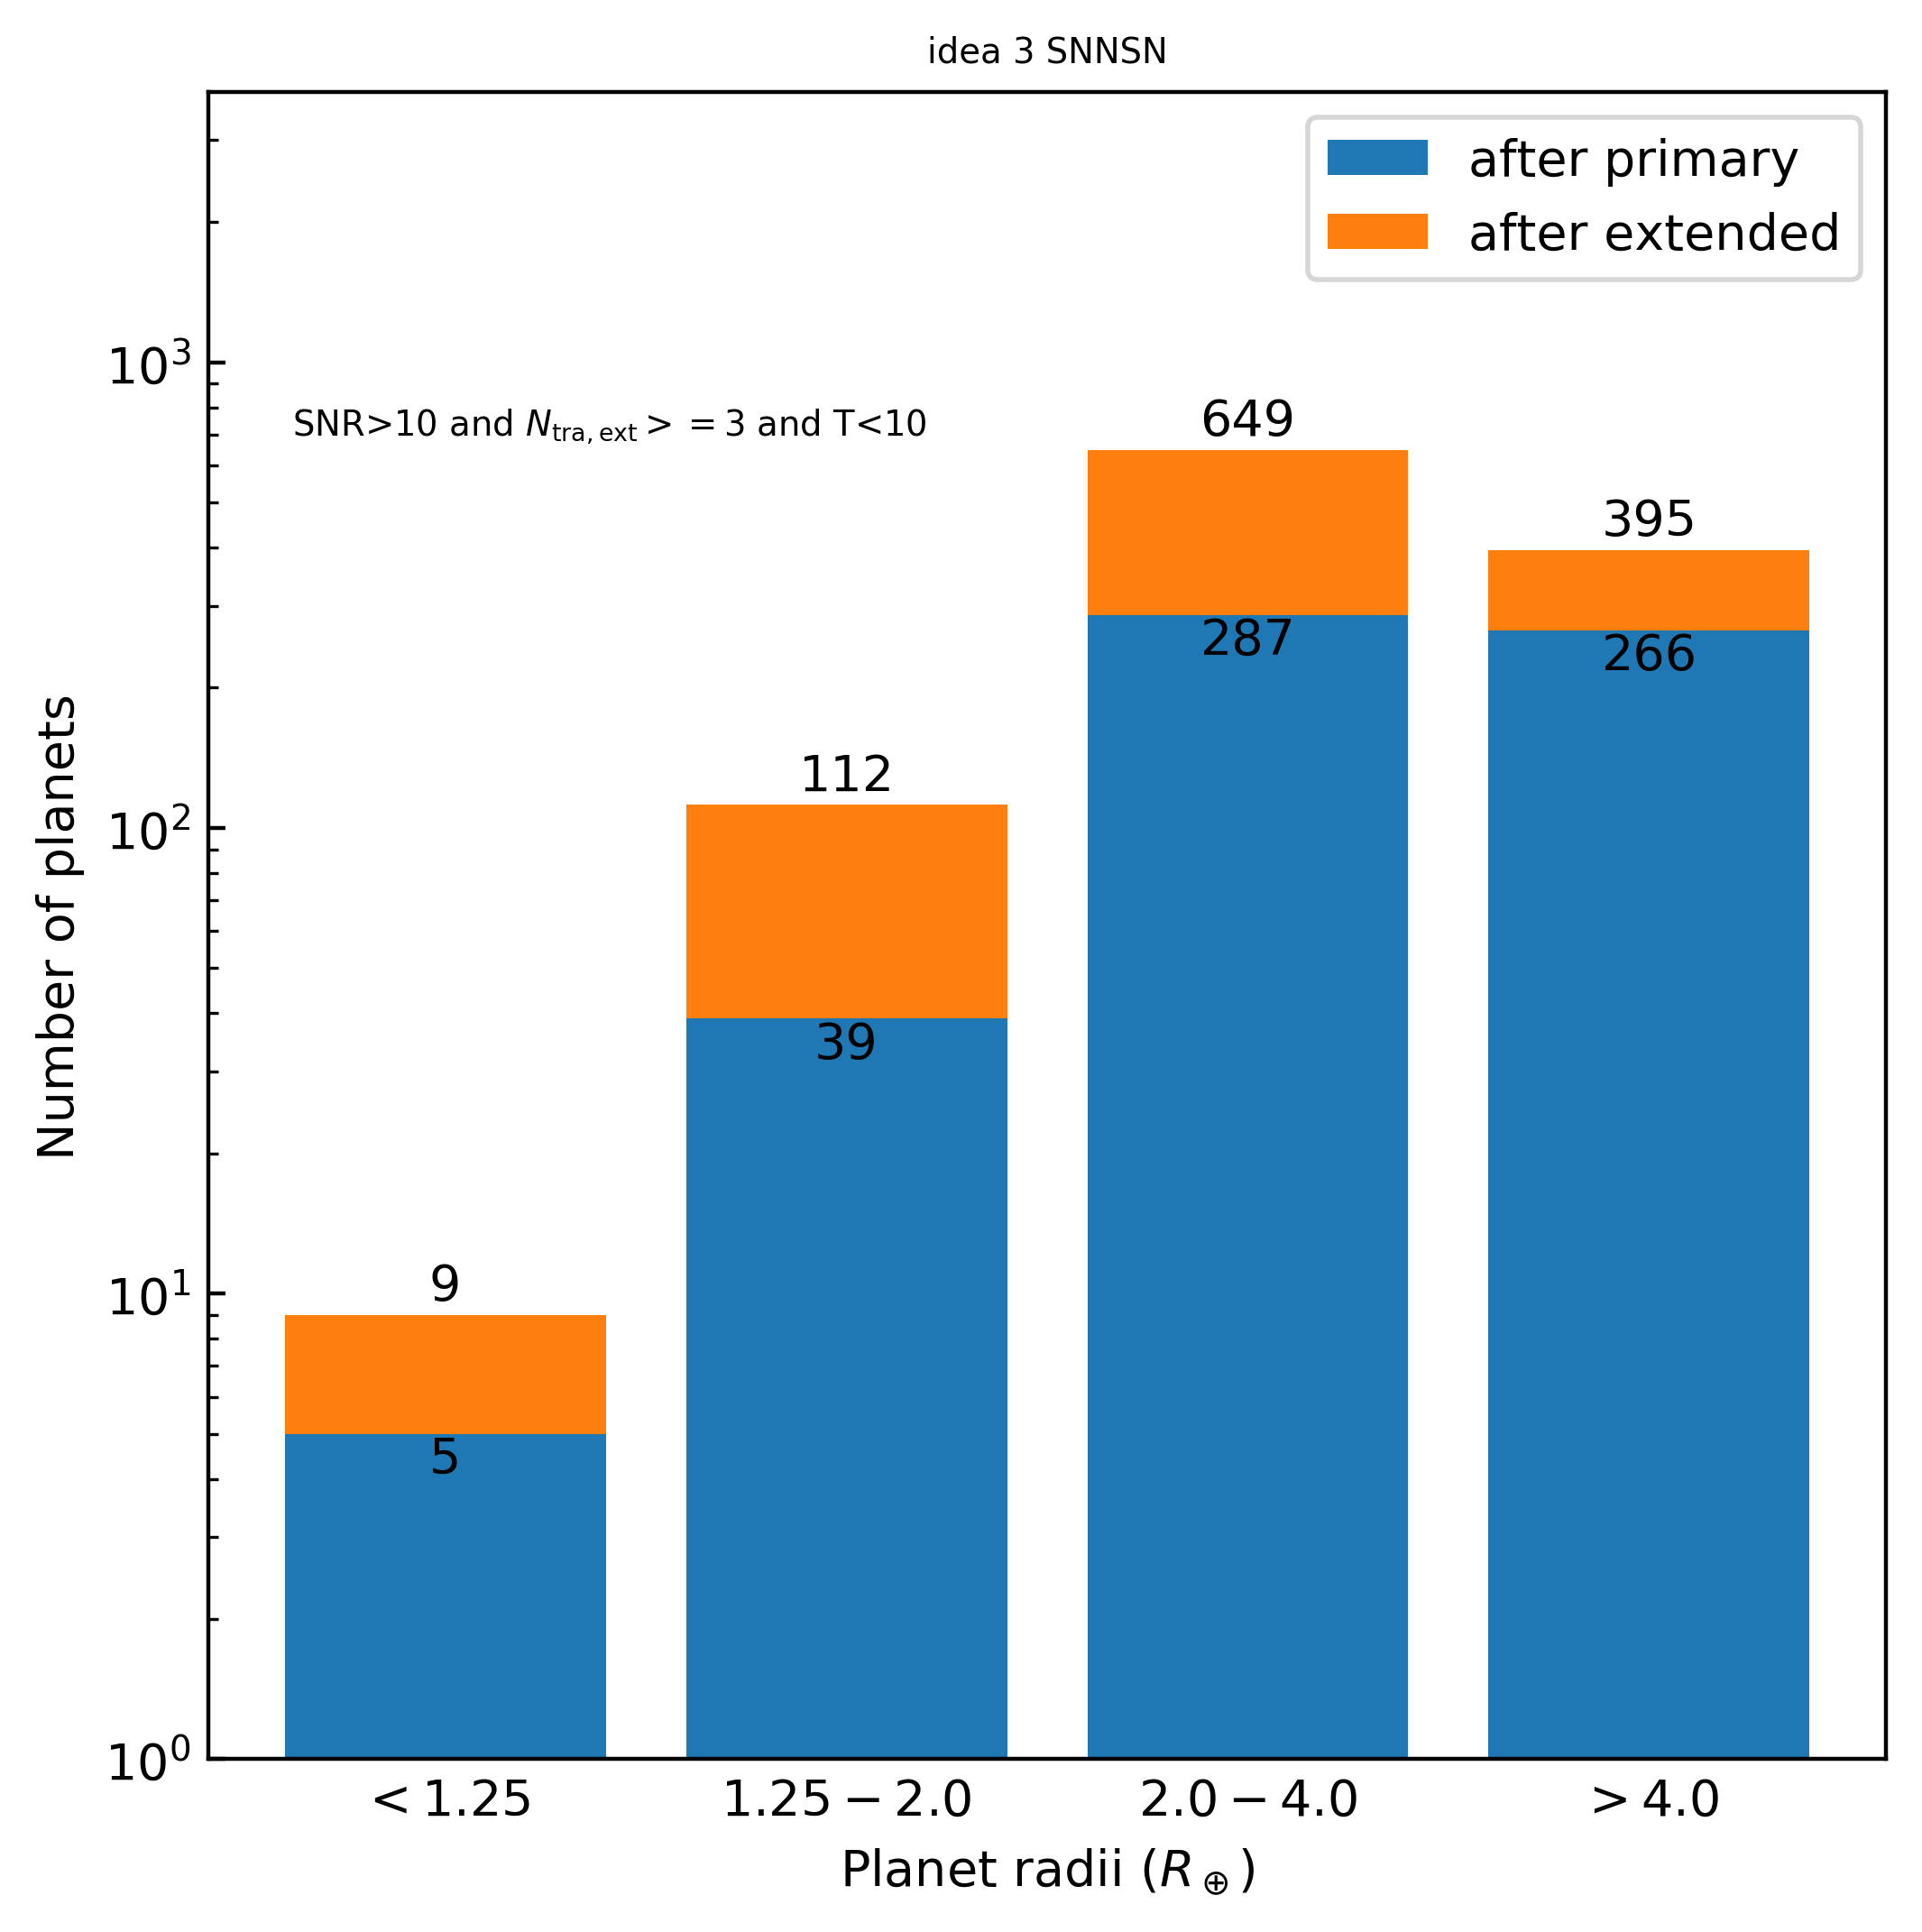 idea 3 SNNSN
after primary
after extended
10³
SNR>10 and N_tra,ext >= 3 and T<10
649
395
287
266
112
10²
39
10¹
9
5
10⁰
Number of planets
< 1.25
1.25 − 2.0
2.0 − 4.0
> 4.0
Planet radii (R⊕)